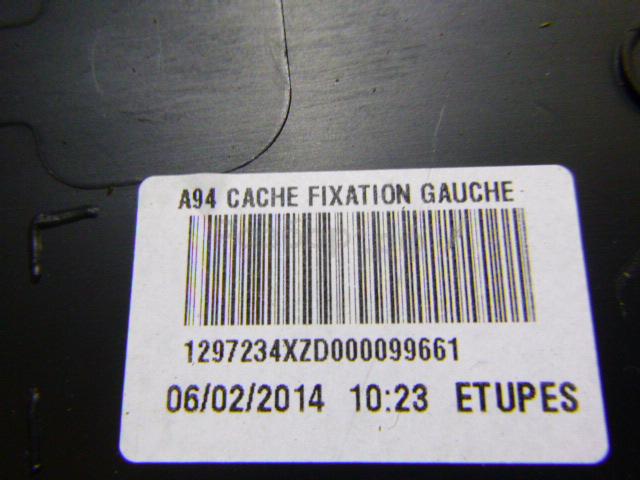 A94 CACHE FIXATION GAUCHE
1297234XZD000099661
06/02/2014 10:23 ETUPES